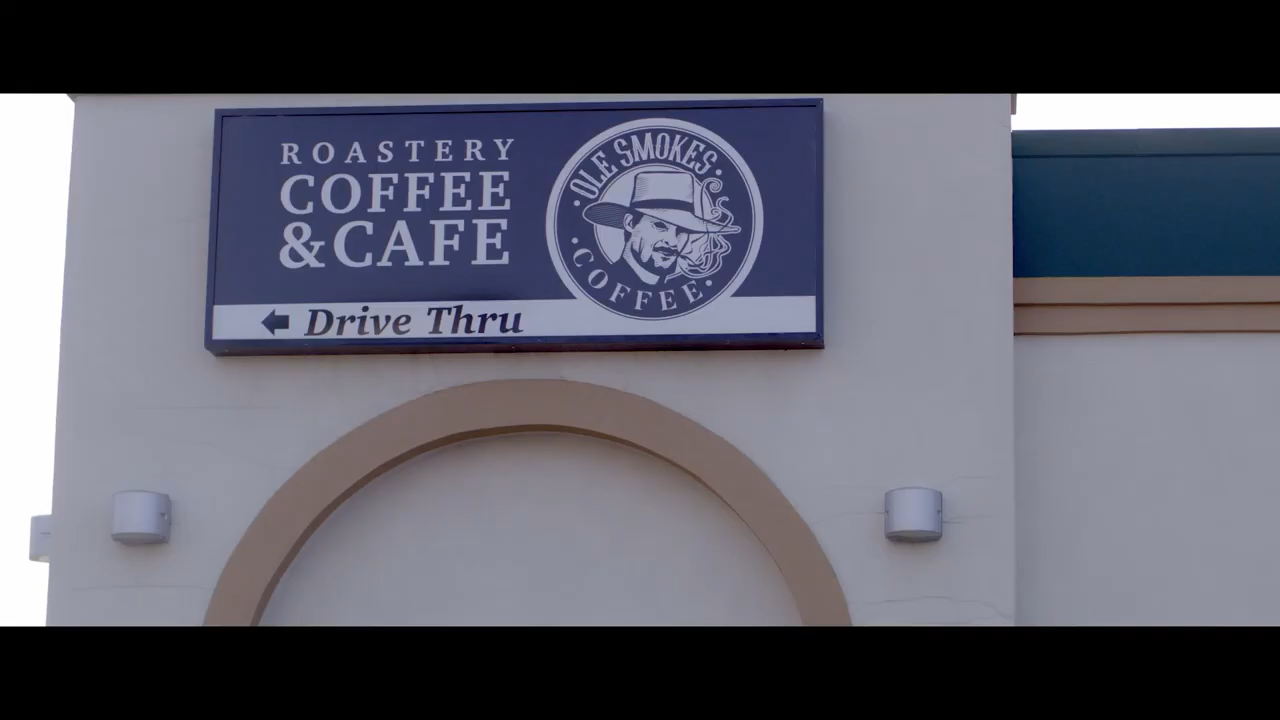 ROASTERY
COFFEE
& CAFE
OLE SMOKES
COFFEE
Drive Thru